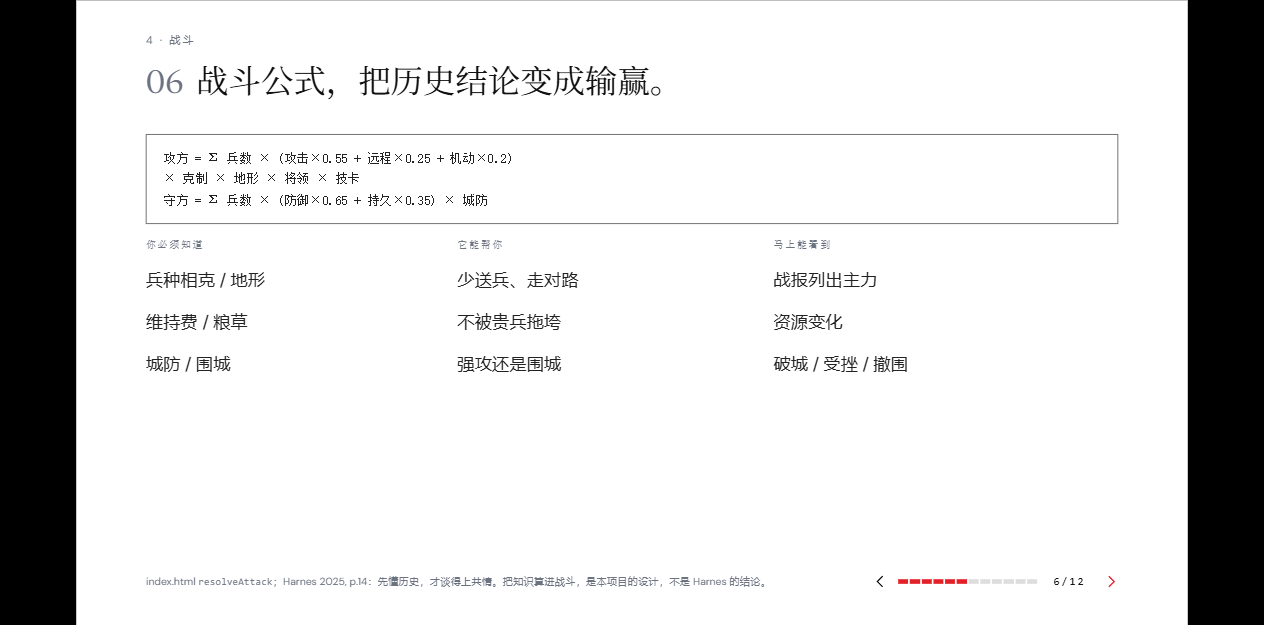 4 · 战斗
06 战斗公式，把历史结论变成输赢。
攻方 = Σ 兵数 × (攻击×0.55 + 远程×0.25 + 机动×0.2)
× 克制 × 地形 × 将领 × 技卡
守方 = Σ 兵数 × (防御×0.65 + 持久×0.35) × 城防
你必须知道 它能帮你 马上能看到
兵种相克 / 地形 少送兵、走对路 战报列出主力
维持费 / 粮草 不被贵兵拖垮 资源变化
城防 / 围城 强攻还是围城 破城 / 受挫 / 撤围
index.html resolveAttack; Harnes 2025, p.14：先懂历史，才谈得上共情。把知识算进战斗，是本项目的设计，不是 Harnes 的结论。 6/12